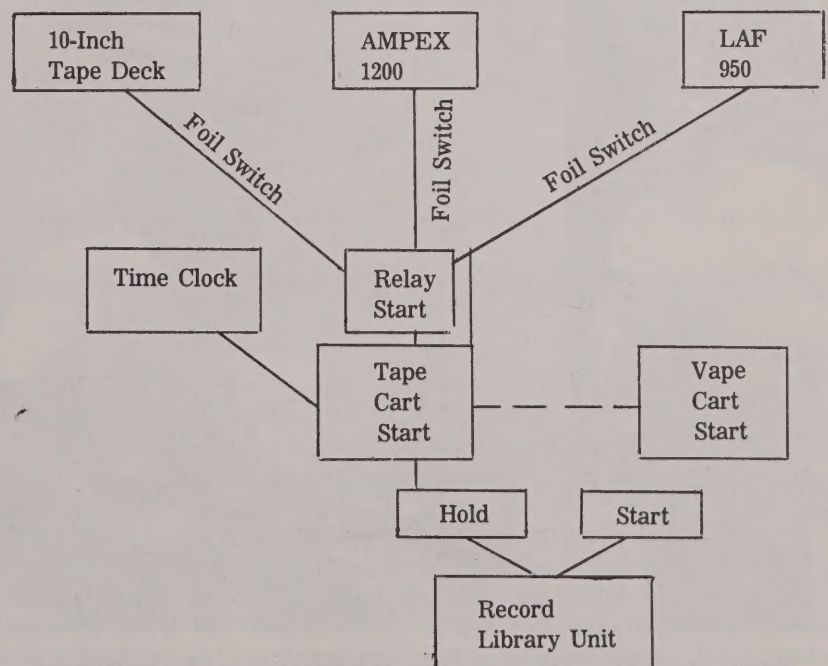 10-Inch
Tape Deck
AMPEX
1200
LAF
950
Foil Switch
Foil Switch
Foil Switch
Time Clock
Relay
Start
Tape
Cart
Start
Vape
Cart
Start
Hold
Start
Record
Library Unit